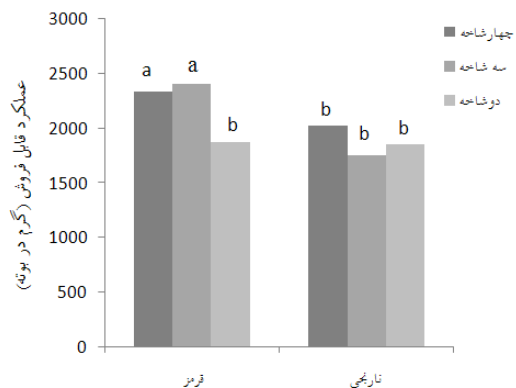 3000
2500
2000
1500
1000
500
0
عملکرد قابل فروش (گرم در بوته)
a
a
b
b
b
b
قرمز
نارنجی
چهارشاخه
سه شاخه
دوشاخه